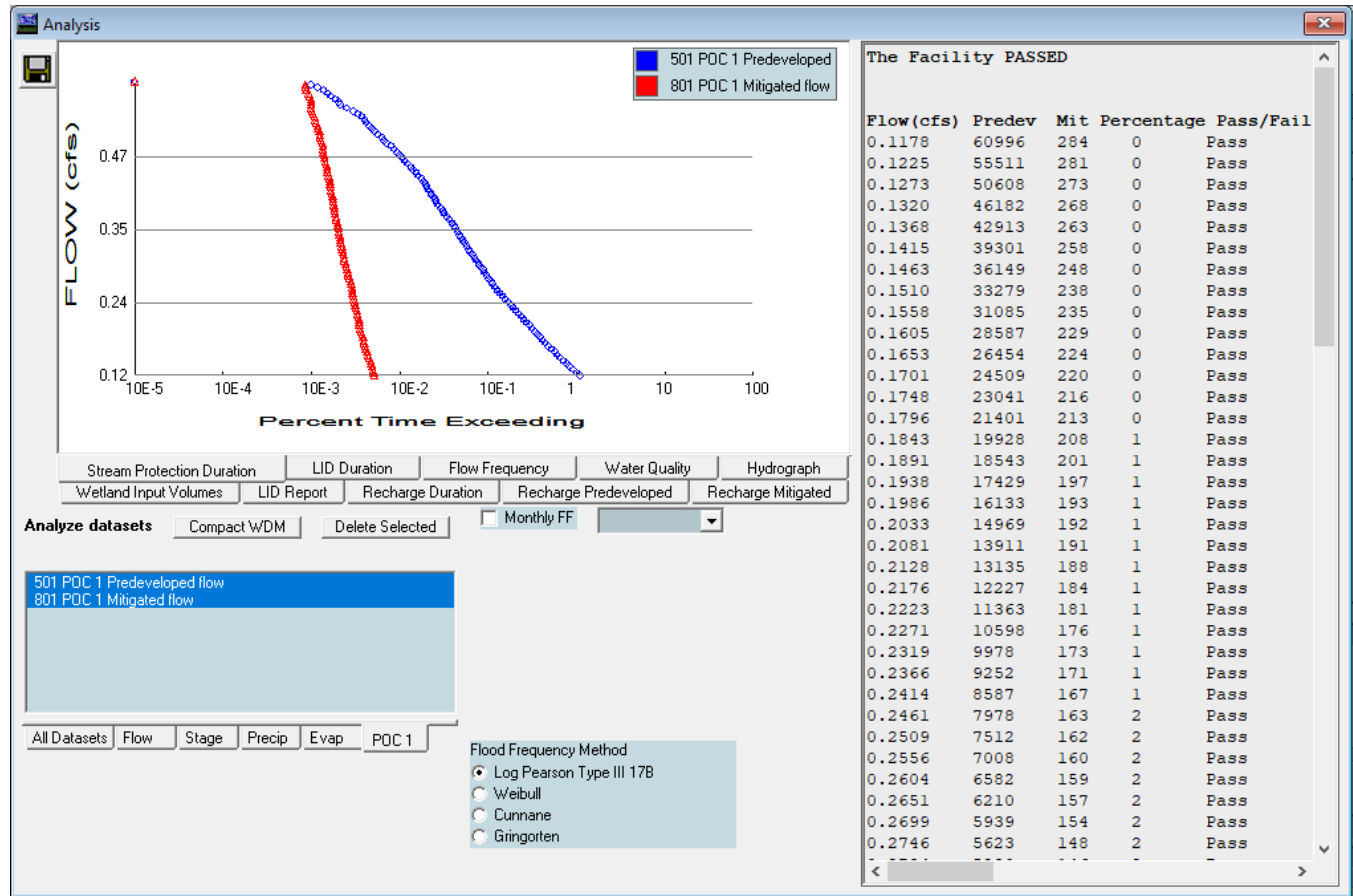 Analysis
501 POC 1 Predeveloped
801 POC 1 Mitigated flow
FLOW (cfs)
0.47
0.35
0.24
0.12
10E-5 10E-4 10E-3 10E-2 10E-1 1 10 100
Percent Time Exceeding
Stream Protection Duration LID Duration Flow Frequency Water Quality Hydrograph
Wetland Input Volumes LID Report Recharge Duration Recharge Predeveloped Recharge Mitigated
Analyze datasets Compact WDM Delete Selected Monthly FF
501 POC 1 Predeveloped flow
801 POC 1 Mitigated flow
All Datasets Flow Stage Precip Evap POC 1
Flood Frequency Method
Log Pearson Type III 17B
Weibull
Cunnane
Gringorten
The Facility PASSED
Flow(cfs) Predev Mit Percentage Pass/Fail
0.1178 60996 284 0 Pass
0.1225 55511 281 0 Pass
0.1273 50608 273 0 Pass
0.1320 46182 268 0 Pass
0.1368 42913 263 0 Pass
0.1415 39301 258 0 Pass
0.1463 36149 248 0 Pass
0.1510 33279 238 0 Pass
0.1558 31085 235 0 Pass
0.1605 28587 229 0 Pass
0.1653 26454 224 0 Pass
0.1701 24509 220 0 Pass
0.1748 23041 216 0 Pass
0.1796 21401 213 0 Pass
0.1843 19928 208 1 Pass
0.1891 18543 201 1 Pass
0.1938 17429 197 1 Pass
0.1986 16133 193 1 Pass
0.2033 14969 192 1 Pass
0.2081 13911 191 1 Pass
0.2128 13135 188 1 Pass
0.2176 12227 184 1 Pass
0.2223 11363 181 1 Pass
0.2271 10598 176 1 Pass
0.2319 9978 173 1 Pass
0.2366 9252 171 1 Pass
0.2414 8587 167 1 Pass
0.2461 7978 163 2 Pass
0.2509 7512 162 2 Pass
0.2556 7008 160 2 Pass
0.2604 6582 159 2 Pass
0.2651 6210 157 2 Pass
0.2699 5939 154 2 Pass
0.2746 5623 148 2 Pass